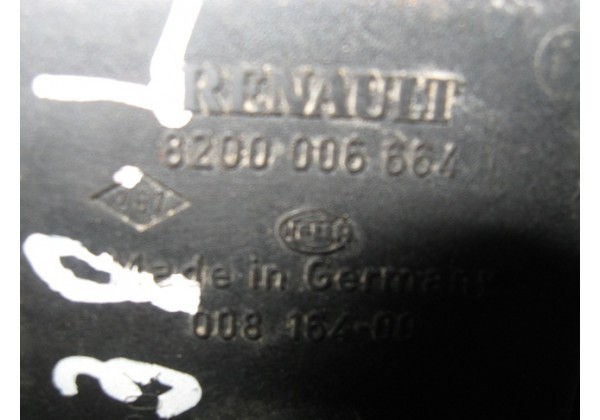 RENAULT
8200 006 664
267
Hella
Made in Germany
008 164-00